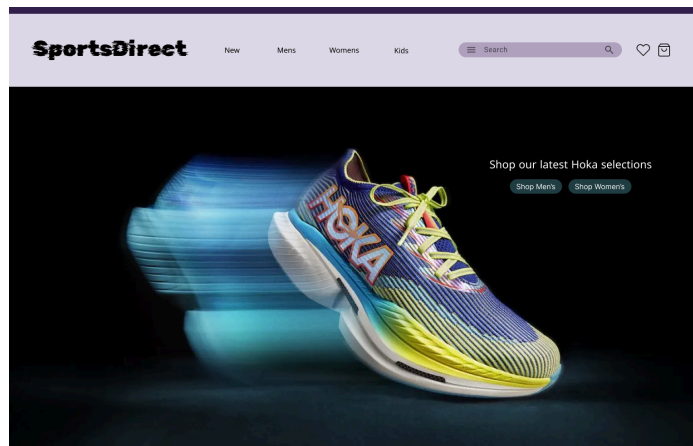 SportsDirect
New
Mens
Womens
Kids
Search
Shop our latest Hoka selections
Shop Men's
Shop Women's
HOKA